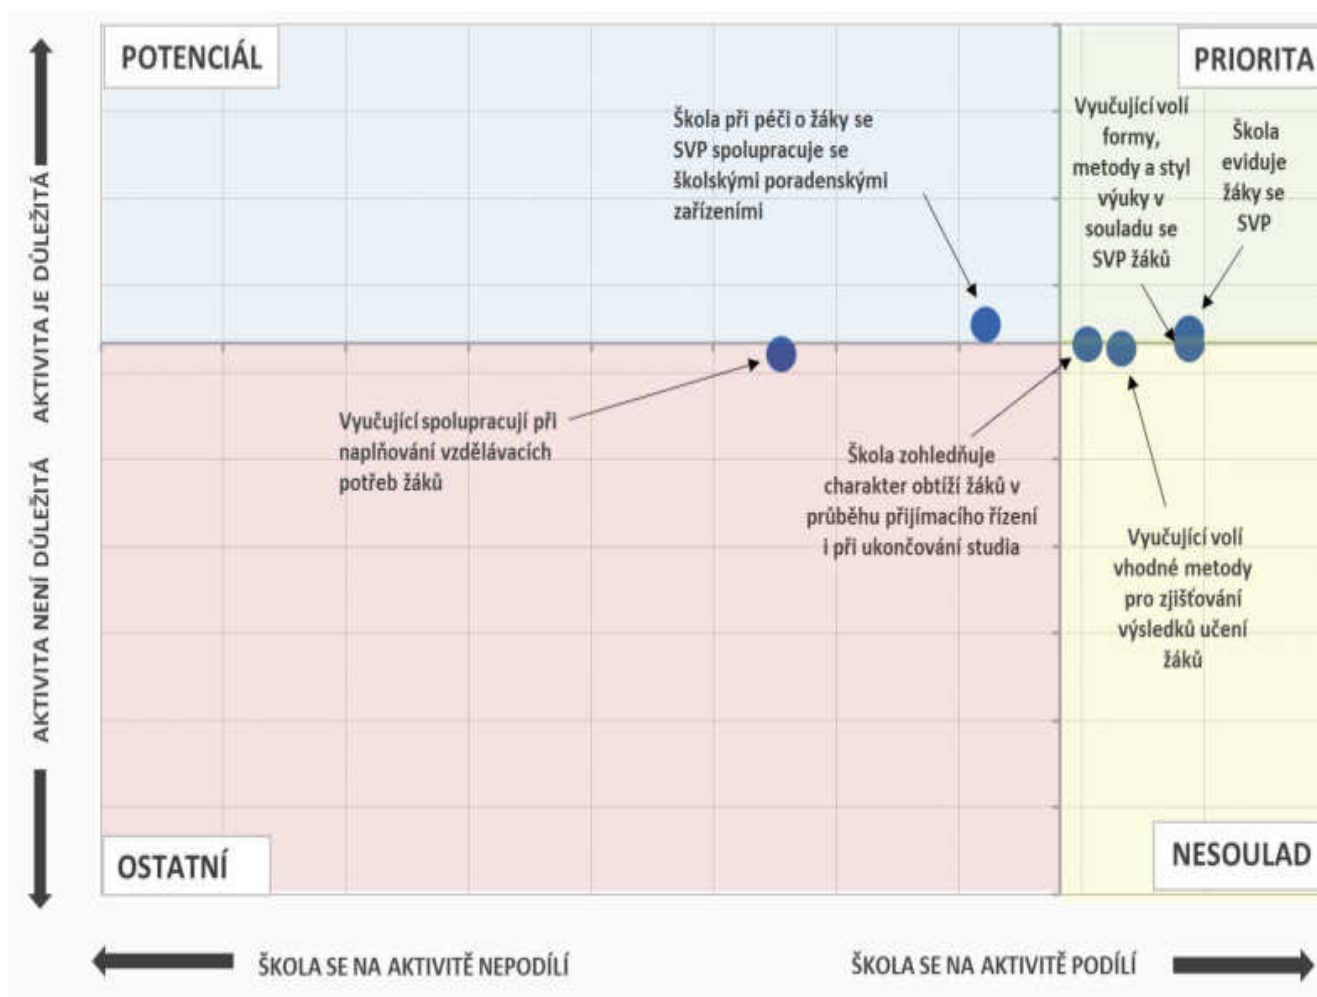 POTENCIÁL
PRIORITA
Škola při péči o žáky se
SVP spolupracuje se
školskými poradenskými
zařízeními
Vyučující volí
formy,
metody a styl
výuky v
souladu se
SVP žáků
Škola
eviduje
žáky se
SVP
AKTIVITA JE DŮLEŽITÁ
AKTIVITA NENÍ DŮLEŽITÁ
Vyučující spolupracují při
naplňování vzdělávacích
potřeb žáků
Škola zohledňuje
charakter obtíží žáků v
průběhu přijímacího řízení
i při ukončování studia
Vyučující volí
vhodné metody
pro zjišťování
výsledků učení
žáků
OSTATNÍ
NESOULAD
ŠKOLA SE NA AKTIVITĚ NEPODÍLÍ
ŠKOLA SE NA AKTIVITĚ PODÍLÍ